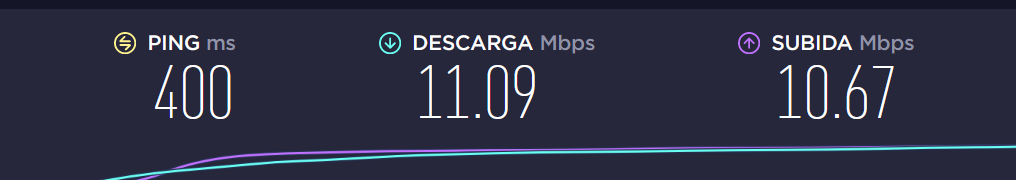 PING ms DESCARGA Mbps SUBIDA Mbps
400 11.09 10.67